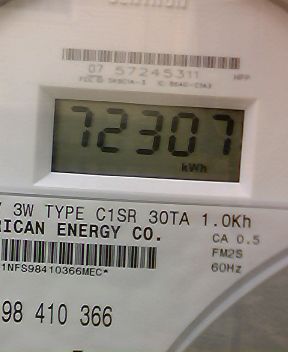 07 57245311 HPP
72307
kWh
3W TYPE C1SR 30TA 1.0Kh
RICAN ENERGY CO.
CA 0.5
FM2S
60Hz
1NFS98410366MEC*
98 410 366